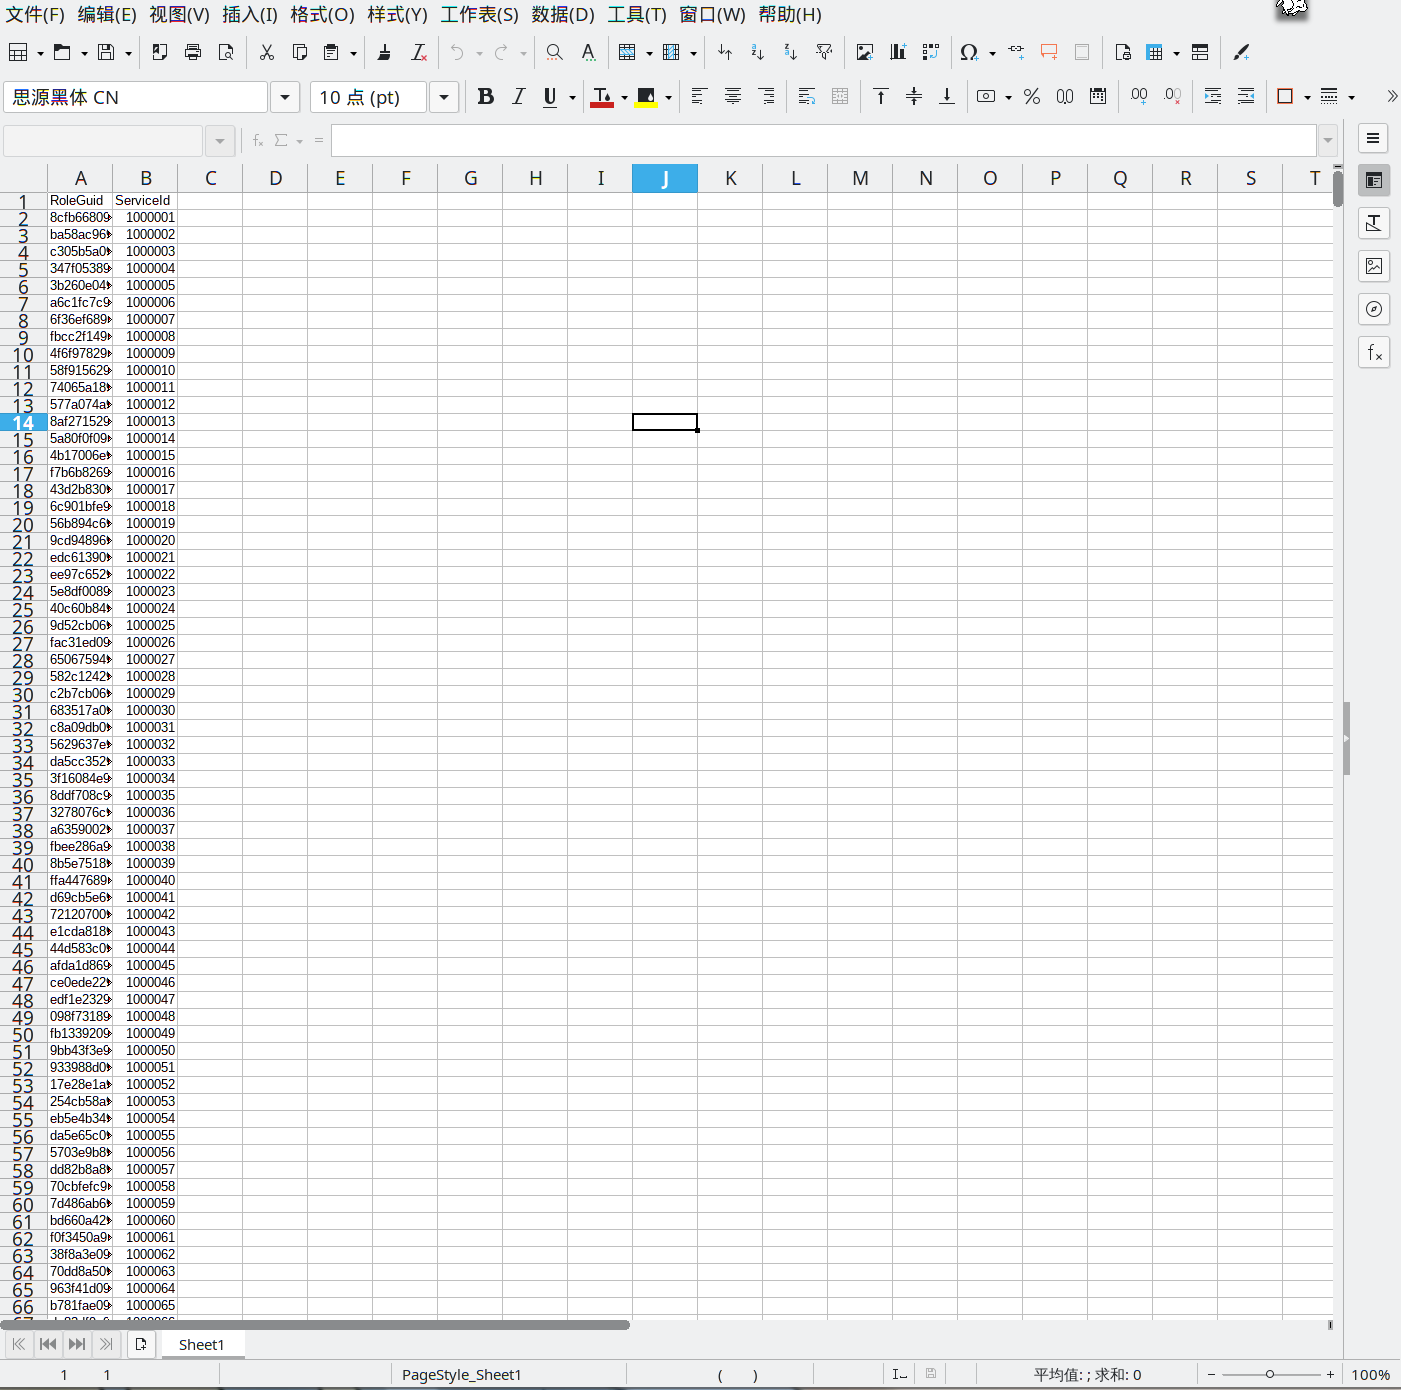 文件(F) 编辑(E) 视图(V) 插入(I) 格式(O) 样式(Y) 工作表(S) 数据(D) 工具(T) 窗口(W) 帮助(H)
思源黑体 CN 10 点 (pt)
A B C D E F G H I J K L M N O P Q R S T
1 RoleGuid ServiceId
2 8cfb66809 1000001
3 ba58ac96 1000002
4 c305b5a0 1000003
5 347f05389 1000004
6 3b260e04 1000005
7 a6c1fc7c9 1000006
8 6f36ef689 1000007
9 fbcc2f149 1000008
10 4f6f97829 1000009
11 58f915629 1000010
12 74065a18 1000011
13 577a074a 1000012
14 8af271529 1000013
15 5a80f0f09 1000014
16 4b17006e 1000015
17 f7b6b8269 1000016
18 43d2b830 1000017
19 6c901bfe9 1000018
20 56b894c6 1000019
21 9cd94896 1000020
22 edc61390 1000021
23 ee97c652 1000022
24 5e8df0089 1000023
25 40c60b84 1000024
26 9d52cb06 1000025
27 fac31ed09 1000026
28 65067594 1000027
29 582c1242 1000028
30 c2b7cb06 1000029
31 683517a0 1000030
32 c8a09db0 1000031
33 5629637e 1000032
34 da5cc352 1000033
35 3f16084e9 1000034
36 8ddf708c9 1000035
37 3278076c 1000036
38 a6359002 1000037
39 fbee286a9 1000038
40 8b5e7518 1000039
41 ffa447689 1000040
42 d69cb5e6 1000041
43 72120700 1000042
44 e1cda818 1000043
45 44d583c0 1000044
46 afda1d869 1000045
47 ce0ede22 1000046
48 edf1e2329 1000047
49 098f73189 1000048
50 fb1339209 1000049
51 9bb43f3e9 1000050
52 933988d0 1000051
53 17e28e1a 1000052
54 254cb58a 1000053
55 eb5e4b34 1000054
56 da5e65c0 1000055
57 5703e9b8 1000056
58 dd82b8a8 1000057
59 70cbfefc9 1000058
60 7d486ab6 1000059
61 bd660a42 1000060
62 f0f3450a9 1000061
63 38f8a3e09 1000062
64 70dd8a50 1000063
65 963f41d09 1000064
66 b781fae09 1000065
Sheet1
1 1 PageStyle_Sheet1 ( ) 平均值: ; 求和: 0 100%